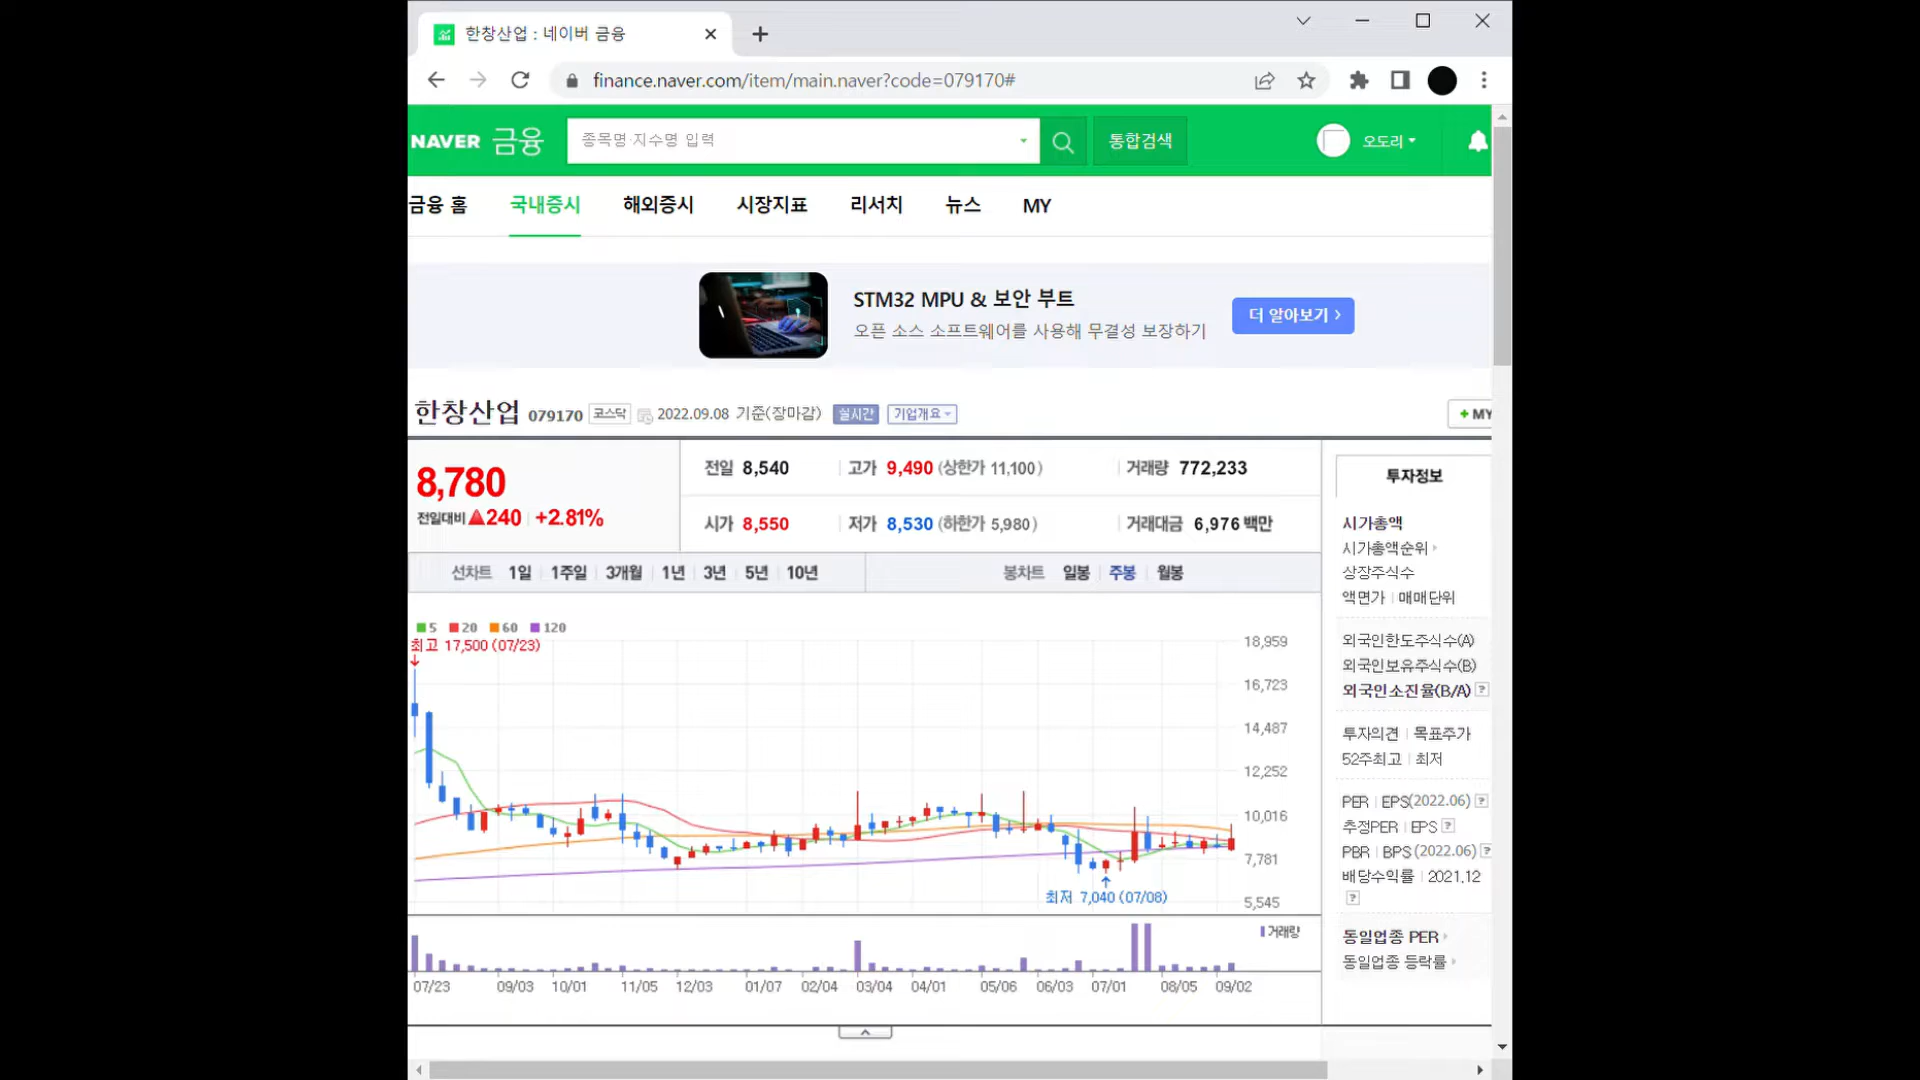 한창산업 : 네이버 금융
finance.naver.com/item/main.naver?code=079170#
NAVER 금융
종목명·지수명 입력
통합검색
오도리
금융 홈 국내증시 해외증시 시장지표 리서치 뉴스 MY
STM32 MPU & 보안 부트
오픈 소스 소프트웨어를 사용해 무결성 보장하기
더 알아보기 ›
한창산업 079170 코스닥 2022.09.08 기준(장마감) 실시간 기업개요
+ MY
8,780
전일대비 ▲240 +2.81%
전일 8,540 고가 9,490 (상한가 11,100) 거래량 772,233
시가 8,550 저가 8,530 (하한가 5,980) 거래대금 6,976 백만
선차트 1일 1주일 3개월 1년 3년 5년 10년
봉차트 일봉 주봉 월봉
5 20 60 120
최고 17,500 (07/23)
18,959
16,723
14,487
12,252
10,016
7,781
5,545
최저 7,040 (07/08)
거래량
07/23 09/03 10/01 11/05 12/03 01/07 02/04 03/04 04/01 05/06 06/03 07/01 08/05 09/02
투자정보
시가총액
시가총액순위
상장주식수
액면가 매매단위
외국인한도주식수(A)
외국인보유주식수(B)
외국인소진율(B/A) ?
투자의견 목표주가
52주최고 최저
PER EPS(2022.06) ?
추정PER EPS ?
PBR BPS (2022.06) ?
배당수익률 2021.12
?
동일업종 PER
동일업종 등락률